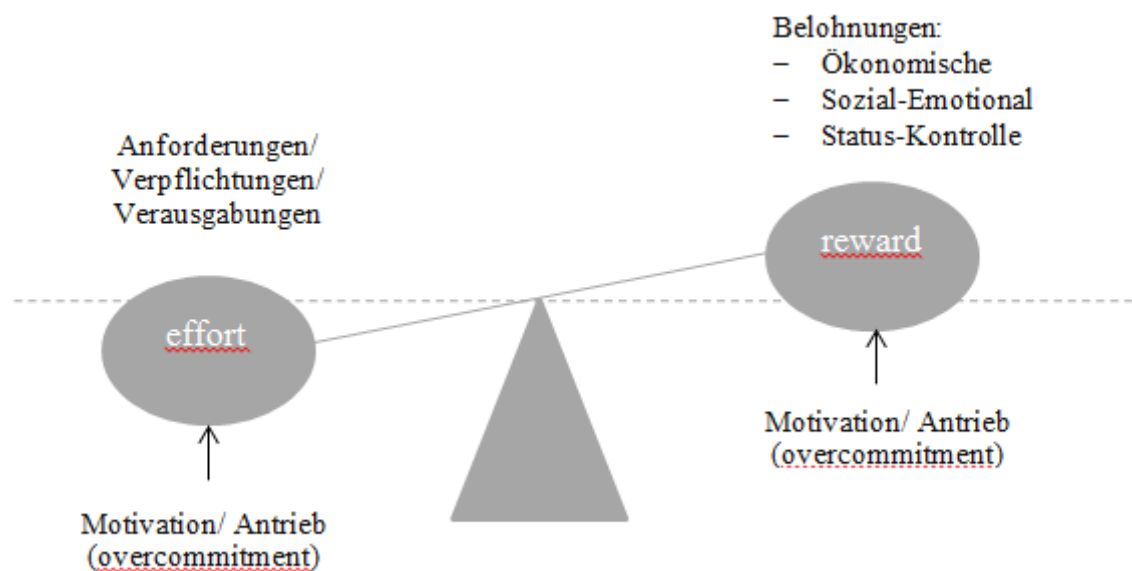 Belohnungen:
– Ökonomische
– Sozial-Emotional
– Status-Kontrolle
Anforderungen/
Verpflichtungen/
Verausgabungen
reward
effort
Motivation/ Antrieb
(overcommitment)
Motivation/ Antrieb
(overcommitment)